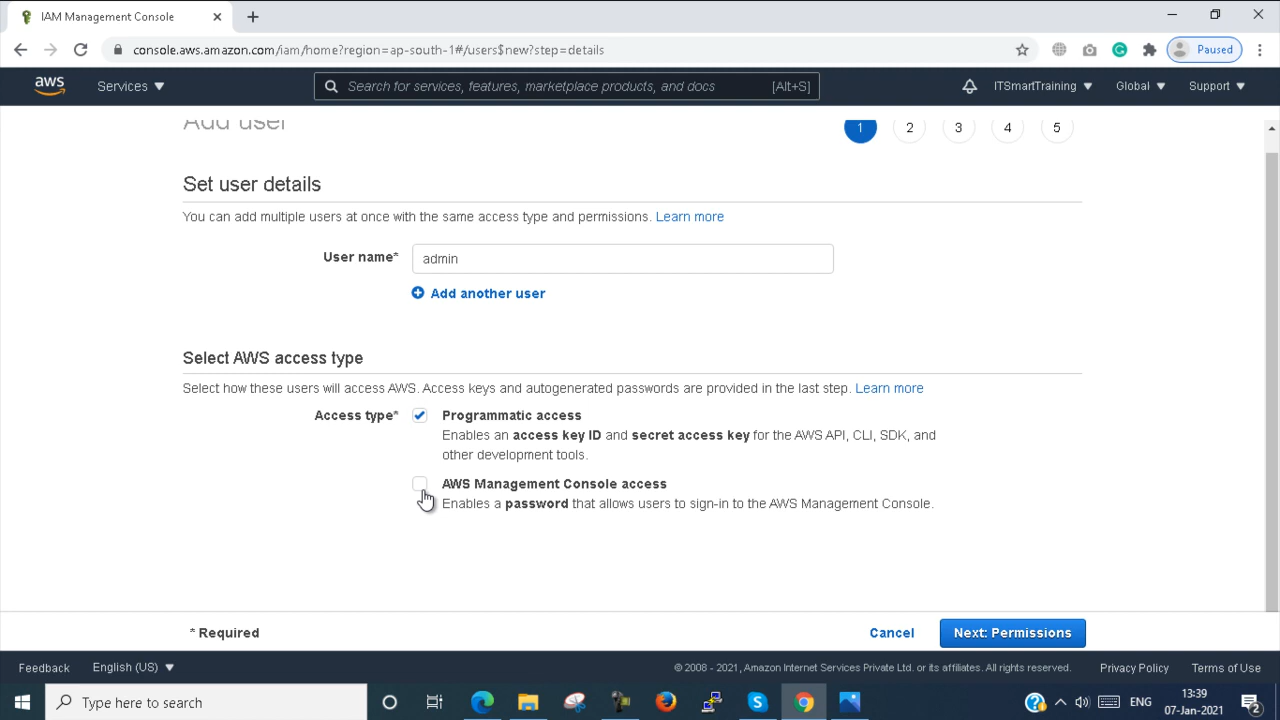 IAM Management Console
console.aws.amazon.com/iam/home?region=ap-south-1#/users$new?step=details
Paused
aws
Services
Search for services, features, marketplace products, and docs
[Alt+S]
ITSmartTraining
Global
Support
Add user
1
2
3
4
5
Set user details
You can add multiple users at once with the same access type and permissions. Learn more
User name*
admin
Add another user
Select AWS access type
Select how these users will access AWS. Access keys and autogenerated passwords are provided in the last step. Learn more
Access type*
Programmatic access
Enables an access key ID and secret access key for the AWS API, CLI, SDK, and
other development tools.
AWS Management Console access
Enables a password that allows users to sign-in to the AWS Management Console.
* Required
Cancel
Next: Permissions
Feedback
English (US)
© 2008 - 2021, Amazon Internet Services Private Ltd. or its affiliates. All rights reserved.
Privacy Policy
Terms of Use
Type here to search
ENG
13:39
07-Jan-2021
2